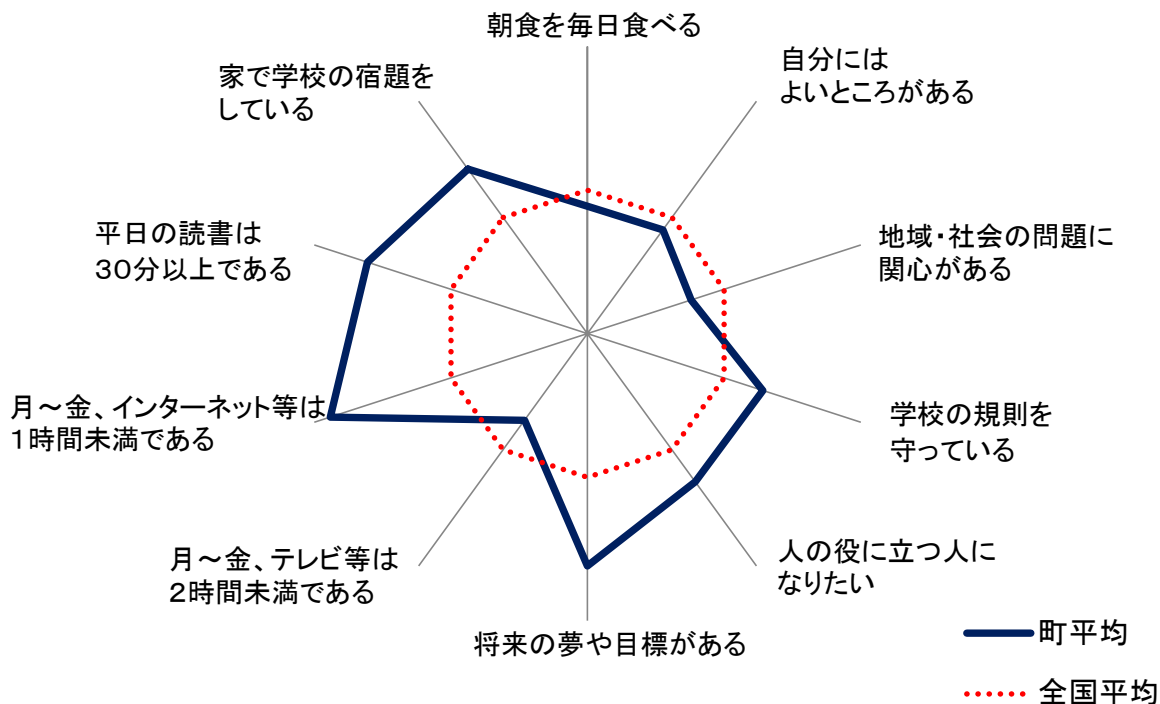 朝食を毎日食べる
自分には
よいところがある
地域・社会の問題に
関心がある
学校の規則を
守っている
人の役に立つ人に
なりたい
将来の夢や目標がある
月～金、テレビ等は
２時間未満である
月～金、インターネット等は
１時間未満である
平日の読書は
３０分以上である
家で学校の宿題を
している
町平均
全国平均